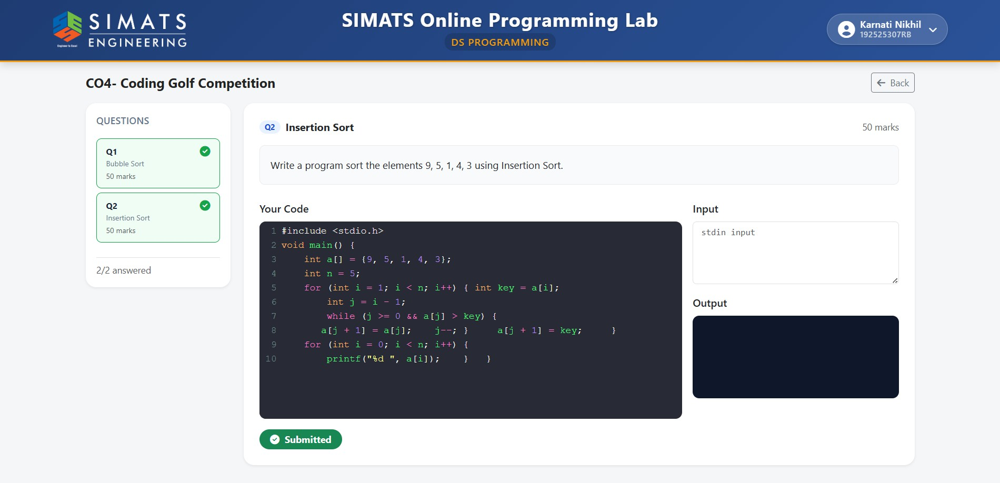 SIMATS
ENGINEERING
Engineer to Excel
SIMATS Online Programming Lab
DS PROGRAMMING
Karnati Nikhil
192525307RB
CO4- Coding Golf Competition
Back
QUESTIONS
Q1
Bubble Sort
50 marks
Q2
Insertion Sort
50 marks
2/2 answered
Q2 Insertion Sort
50 marks
Write a program sort the elements 9, 5, 1, 4, 3 using Insertion Sort.
Your Code
1 #include <stdio.h>
2 void main() {
3     int a[] = {9, 5, 1, 4, 3};
4     int n = 5;
5     for (int i = 1; i < n; i++) { int key = a[i];
6         int j = i - 1;
7         while (j >= 0 && a[j] > key) {
8        a[j + 1] = a[j];    j--; }     a[j + 1] = key;     }
9     for (int i = 0; i < n; i++) {
10         printf("%d ", a[i]);    }   }
Submitted
Input
stdin input
Output